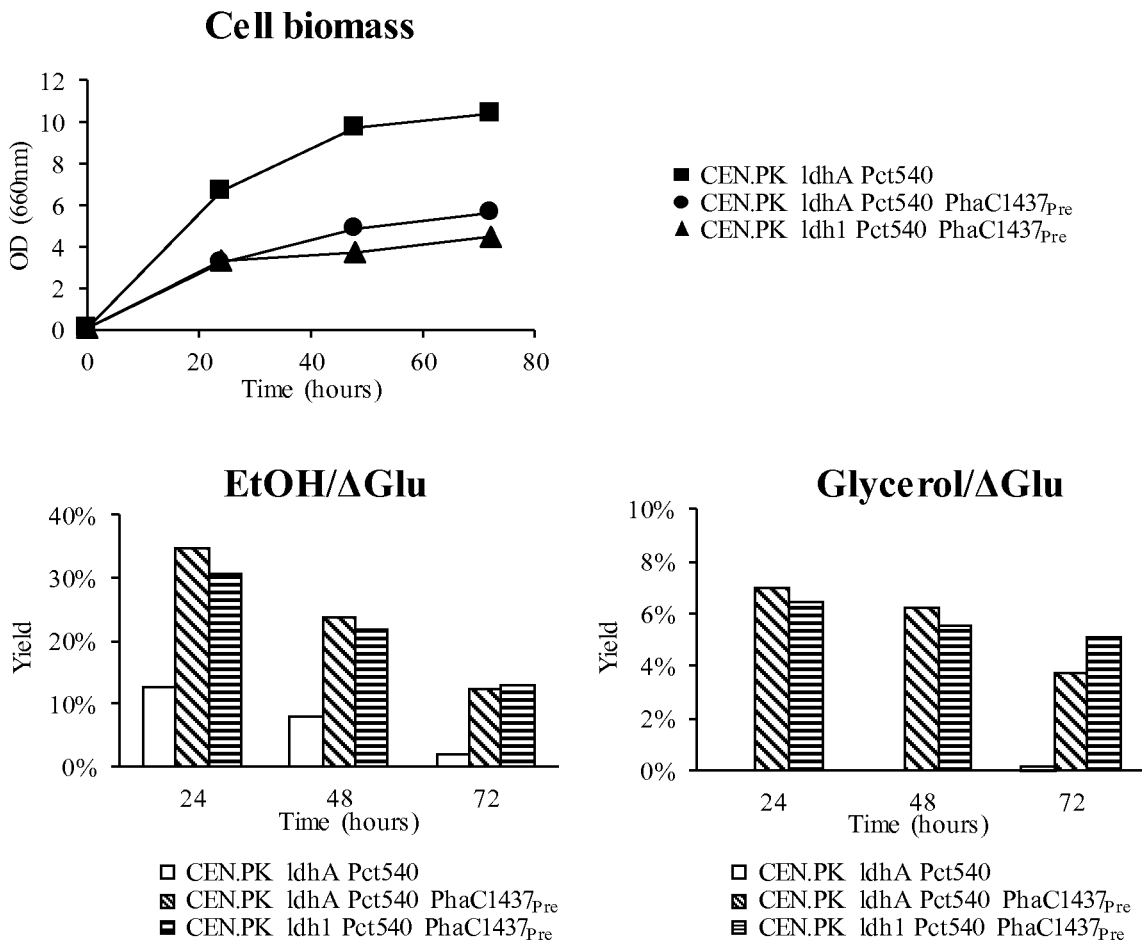 Cell biomass
12
10
8
6
4
2
0
OD (660nm)
0 20 40 60 80
Time (hours)
CEN.PK ldhA Pct540
CEN.PK ldhA Pct540 PhaC1437Pre
CEN.PK ldh1 Pct540 PhaC1437Pre
EtOH/ΔGlu
40%
30%
20%
10%
0%
Yield
24 48 72
Time (hours)
CEN.PK ldhA Pct540
CEN.PK ldhA Pct540 PhaC1437Pre
CEN.PK ldh1 Pct540 PhaC1437Pre
Glycerol/ΔGlu
10%
8%
6%
4%
2%
0%
Yield
24 48 72
Time (hours)
CEN.PK ldhA Pct540
CEN.PK ldhA Pct540 PhaC1437Pre
CEN.PK ldh1 Pct540 PhaC1437Pre